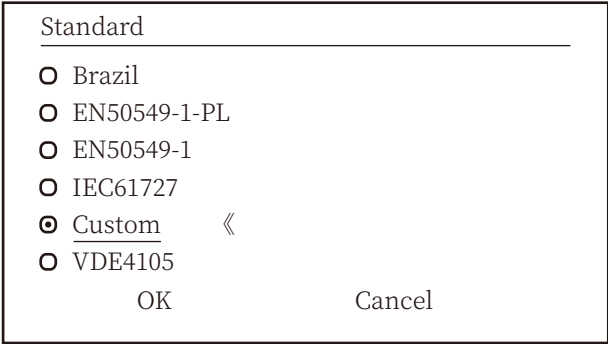 Standard
Brazil
EN50549-1-PL
EN50549-1
IEC61727
Custom 《
VDE4105
OK Cancel